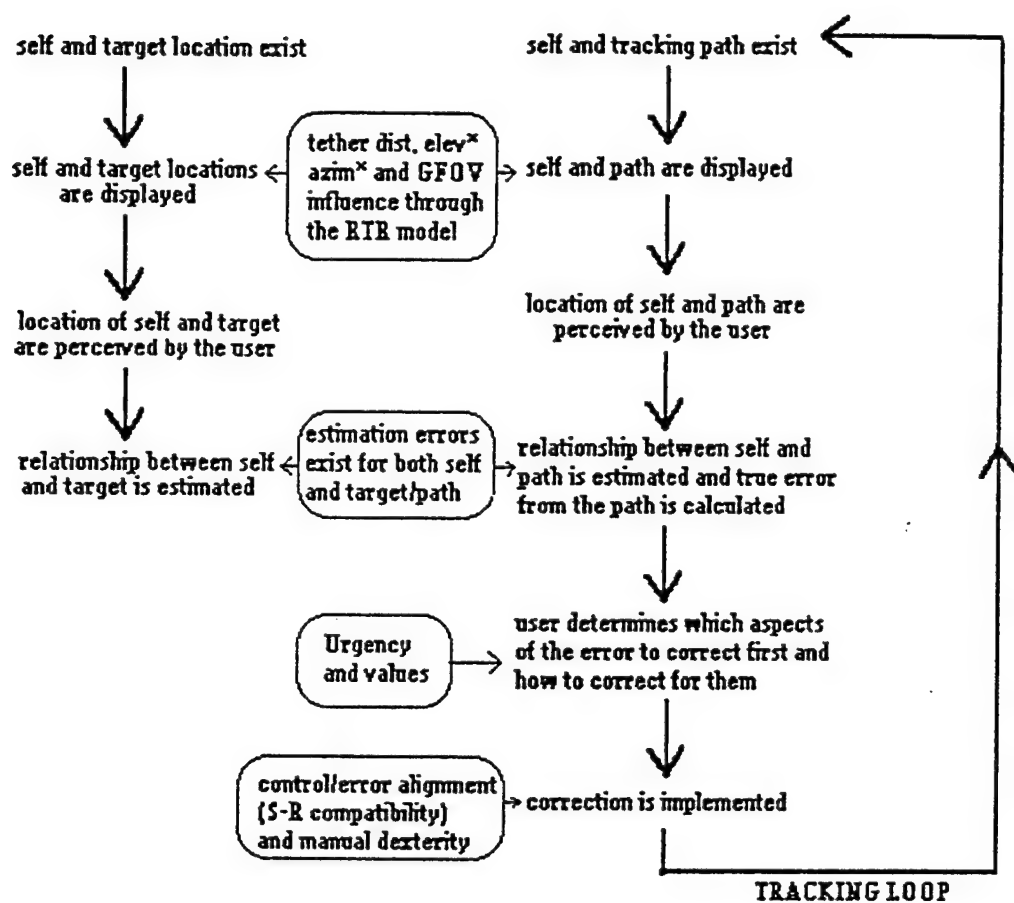 self and target location exist
self and tracking path exist
tether dist, elev×
azim× and GFOV
influence through
the RTR model
self and target locations
are displayed
self and path are displayed
location of self and target
are perceived by the user
location of self and path are
perceived by the user
estimation errors
exist for both self
and target/path
relationship between self
and target is estimated
relationship between self and
path is estimated and true error
from the path is calculated
Urgency
and values
user determines which aspects
of the error to correct first and
how to correct for them
control/error alignment
(S-R compatibility)
and manual dexterity
correction is implemented
TRACKING LOOP